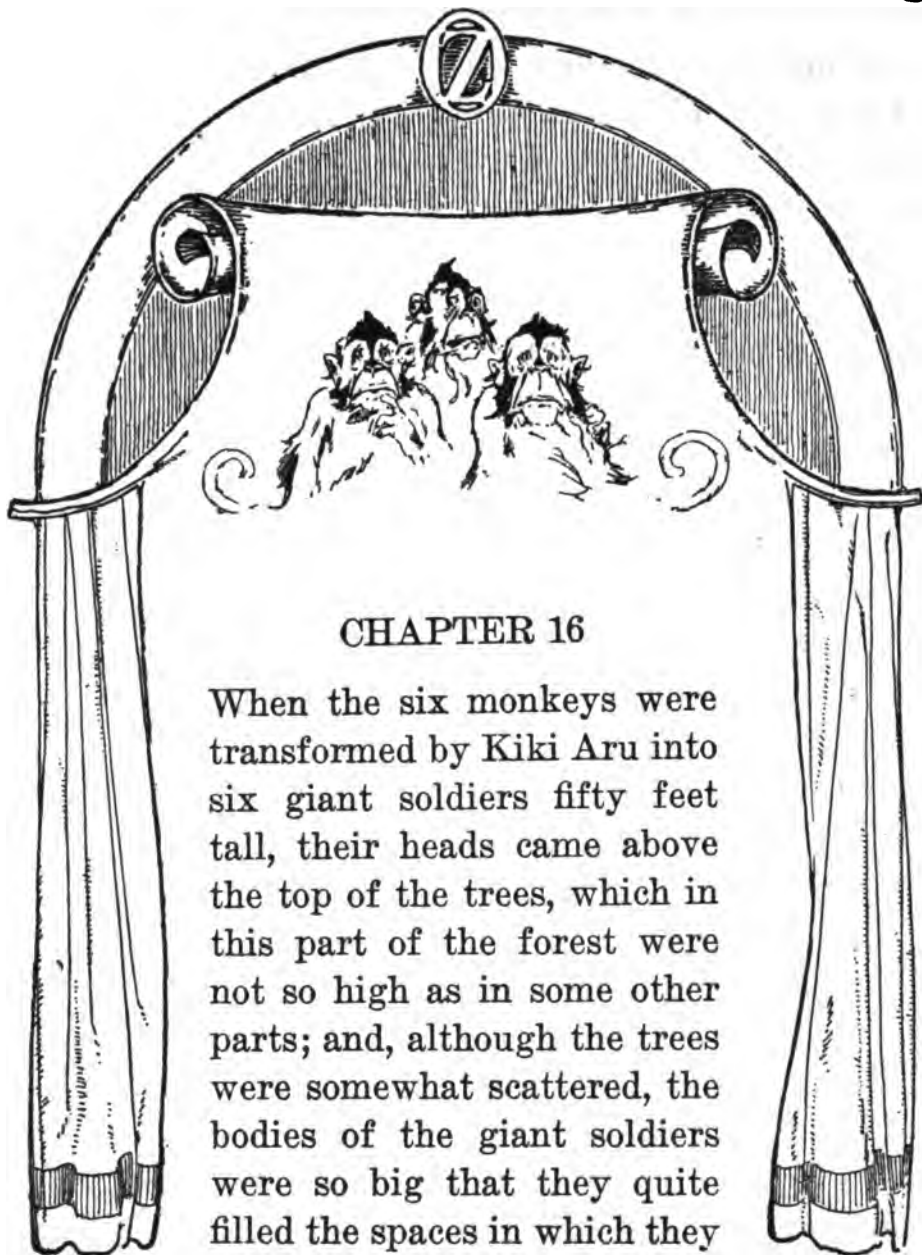 OZ
CHAPTER 16
When the six monkeys were
transformed by Kiki Aru into
six giant soldiers fifty feet
tall, their heads came above
the top of the trees, which in
this part of the forest were
not so high as in some other
parts; and, although the trees
were somewhat scattered, the
bodies of the giant soldiers
were so big that they quite
filled the spaces in which they